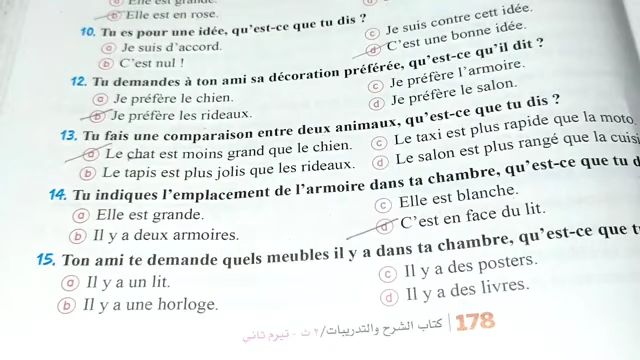 ⓑ Elle est en rose.
10. Tu es pour une idée, qu'est-ce que tu dis ?
ⓐ Je suis d'accord.
ⓒ Je suis contre cett idée.
ⓑ C'est nul !
ⓓ C'est une bonne idée.
12. Tu demandes à ton ami sa décoration préférée, qu'est-ce qu'il dit ?
ⓐ Je préfère le chien.
ⓒ Je préfère l'armoire.
ⓑ Je préfère les rideaux.
ⓓ Je préfère le salon.
13. Tu fais une comparaison entre deux animaux, qu'est-ce que tu dis ?
ⓐ Le chat est moins grand que le chien.
ⓒ Le taxi est plus rapide que la moto.
ⓑ Le tapis est plus jolis que les rideaux.
ⓓ Le salon est plus rangé que la cuisi
14. Tu indiques l'emplacement de l'armoire dans ta chambre, qu'est-ce que tu d
ⓐ Elle est grande.
ⓒ Elle est blanche.
ⓑ Il y a deux armoires.
ⓓ C'est en face du lit.
15. Ton ami te demande quels meubles il y a dans ta chambre, qu'est-ce que t
ⓐ Il y a un lit.
ⓒ Il y a des posters.
ⓑ Il y a une horloge.
ⓓ Il y a des livres.
178 | كتاب الشرح والتدريبات/ ٢ ث - تيرم ثاني